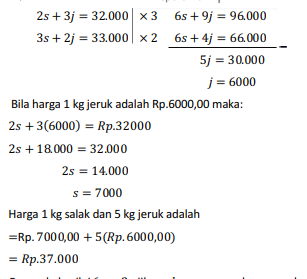 2s + 3j = 32.000 | × 3 6s + 9j = 96.000
3s + 2j = 33.000 | × 2 6s + 4j = 66.000 −
5j = 30.000
j = 6000
Bila harga 1 kg jeruk adalah Rp.6000,00 maka:
2s + 3(6000) = Rp.32000
2s + 18.000 = 32.000
2s = 14.000
s = 7000
Harga 1 kg salak dan 5 kg jeruk adalah
=Rp. 7000,00 + 5(Rp. 6000,00)
= Rp.37.000